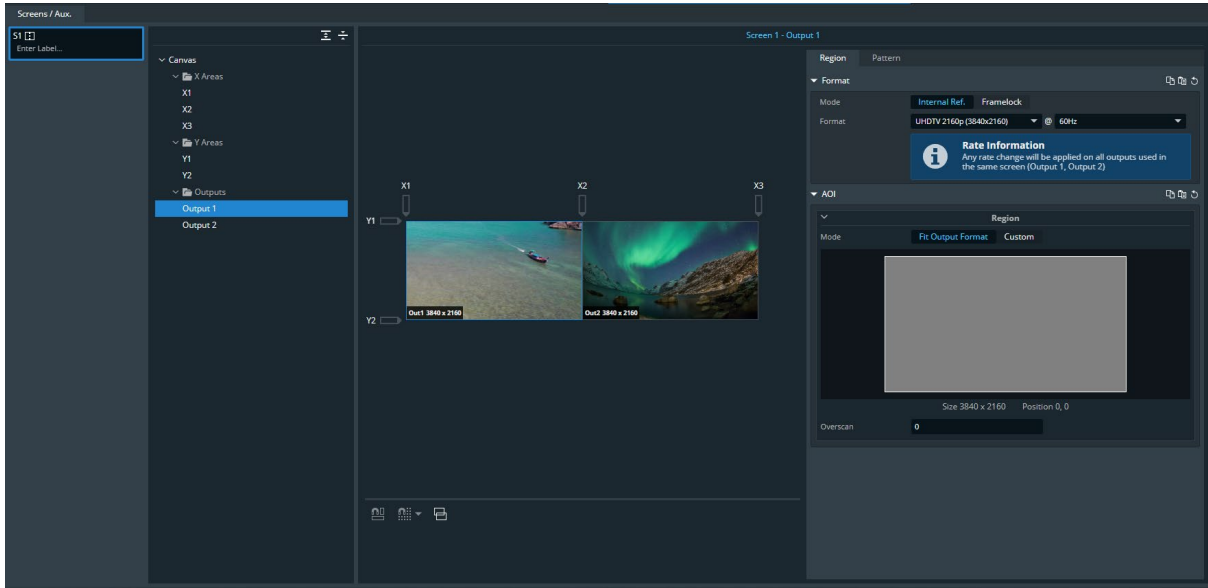 Screens / Aux.
S1
Enter Label...
Canvas
X Areas
X1
X2
X3
Y Areas
Y1
Y2
Outputs
Output 1
Output 2
Screen 1 - Output 1
X1
X2
X3
Y1
Y2
Out1 3840 x 2160
Out2 3840 x 2160
Region Pattern
Format
Mode Internal Ref. Framelock
Format UHDTV 2160p (3840x2160) @ 60Hz
Rate Information
Any rate change will be applied on all outputs used in
the same screen (Output 1, Output 2)
AOI
Region
Mode Fit Output Format Custom
Size 3840 x 2160 Position 0, 0
Overscan 0